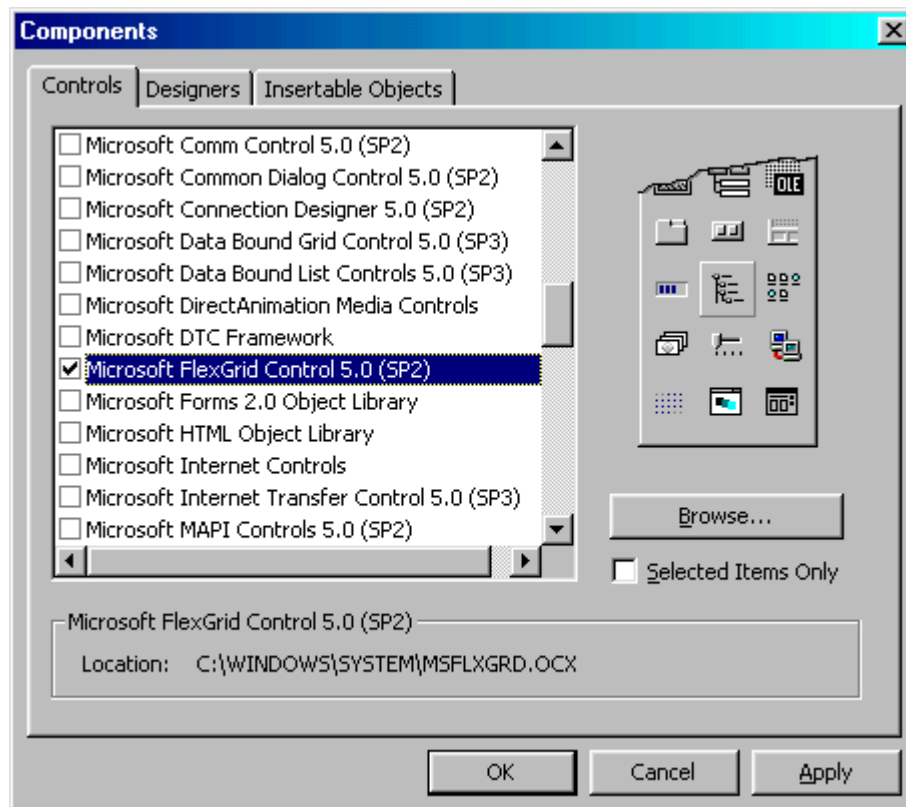 Components
Controls Designers Insertable Objects
Microsoft Comm Control 5.0 (SP2)
Microsoft Common Dialog Control 5.0 (SP2)
Microsoft Connection Designer 5.0 (SP2)
Microsoft Data Bound Grid Control 5.0 (SP3)
Microsoft Data Bound List Controls 5.0 (SP3)
Microsoft DirectAnimation Media Controls
Microsoft DTC Framework
Microsoft FlexGrid Control 5.0 (SP2)
Microsoft Forms 2.0 Object Library
Microsoft HTML Object Library
Microsoft Internet Controls
Microsoft Internet Transfer Control 5.0 (SP3)
Microsoft MAPI Controls 5.0 (SP2)
OLE
Browse...
Selected Items Only
Microsoft FlexGrid Control 5.0 (SP2)
Location: C:\WINDOWS\SYSTEM\MSFLXGRD.OCX
OK Cancel Apply